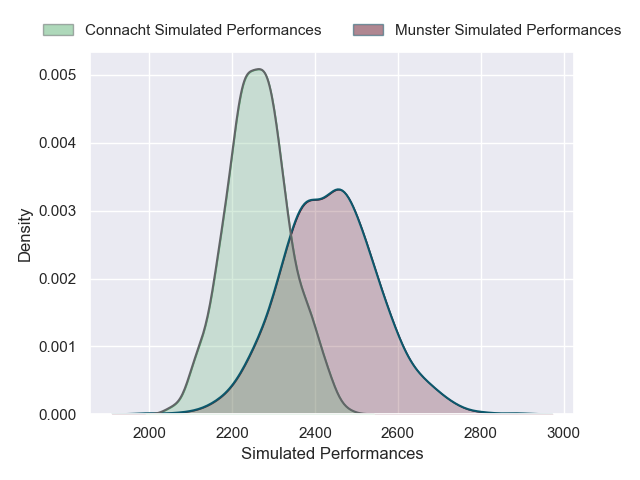 Connacht Simulated Performances Munster Simulated Performances
0.005
0.004
0.003
0.002
0.001
0.000
Density
2000 2200 2400 2600 2800 3000
Simulated Performances